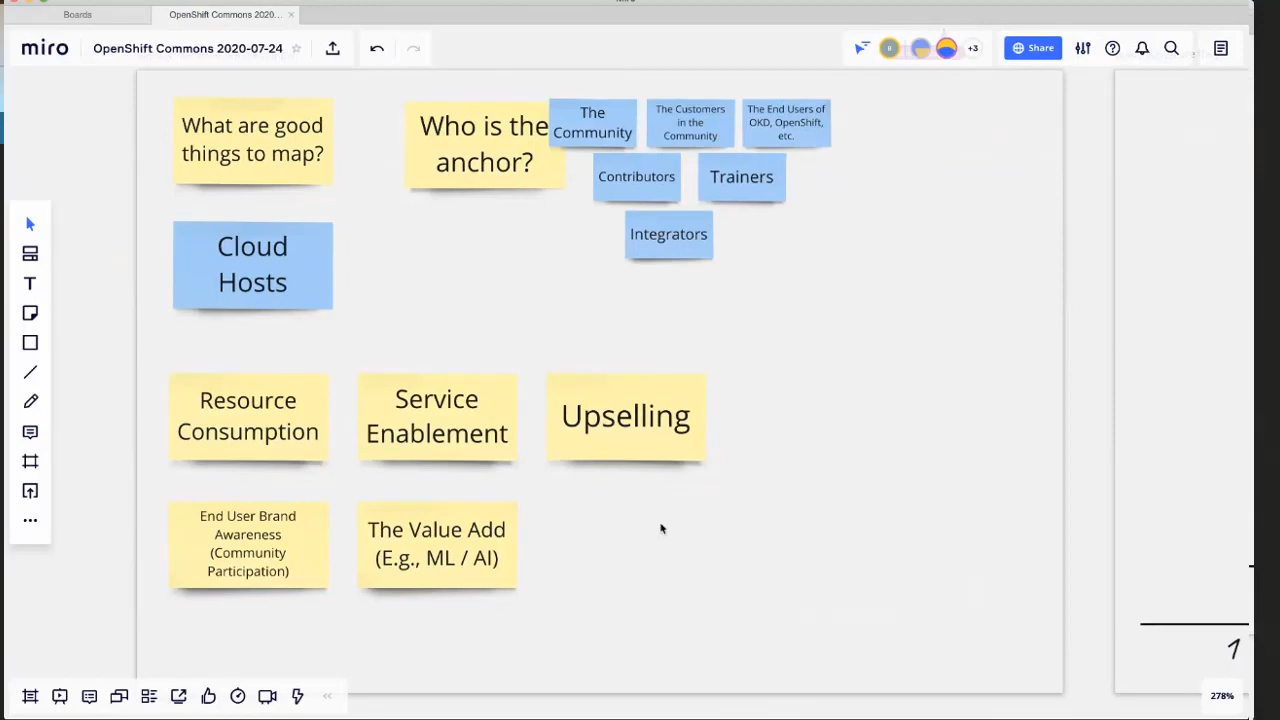 Boards
OpenShift Commons 2020...
miro
OpenShift Commons 2020-07-24
+3
Share
What are good
things to map?
Who is the
anchor?
The
Community
The Customers
in the
Community
The End Users of
OKD, OpenShift,
etc.
Contributors
Trainers
Integrators
Cloud
Hosts
Resource
Consumption
Service
Enablement
Upselling
End User Brand
Awareness
(Community
Participation)
The Value Add
(E.g., ML / AI)
1
278%